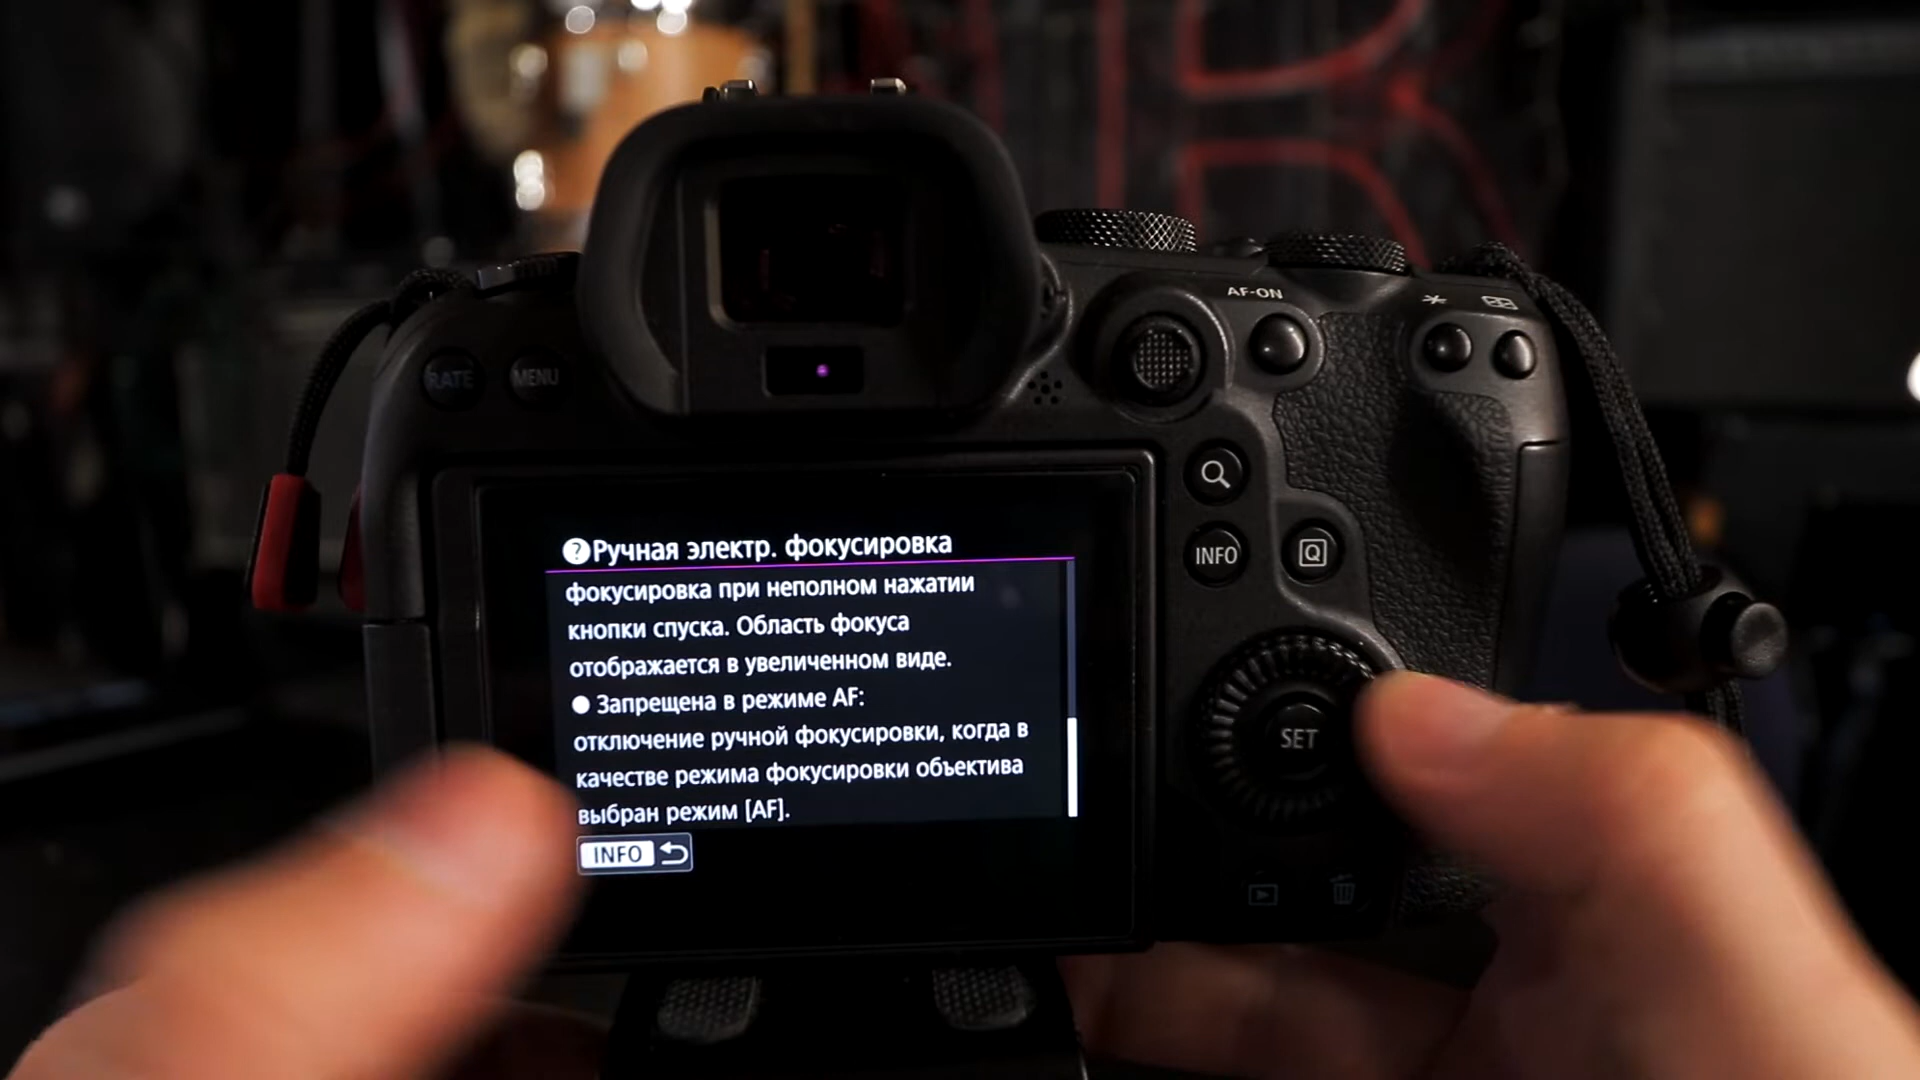 AF-ON
RATE
MENU
INFO
Q
SET
?Ручная электр. фокусировка
фокусировка при неполном нажатии
кнопки спуска. Область фокуса
отображается в увеличенном виде.
● Запрещена в режиме AF:
отключение ручной фокусировки, когда в
качестве режима фокусировки объектива
выбран режим [AF].
INFO